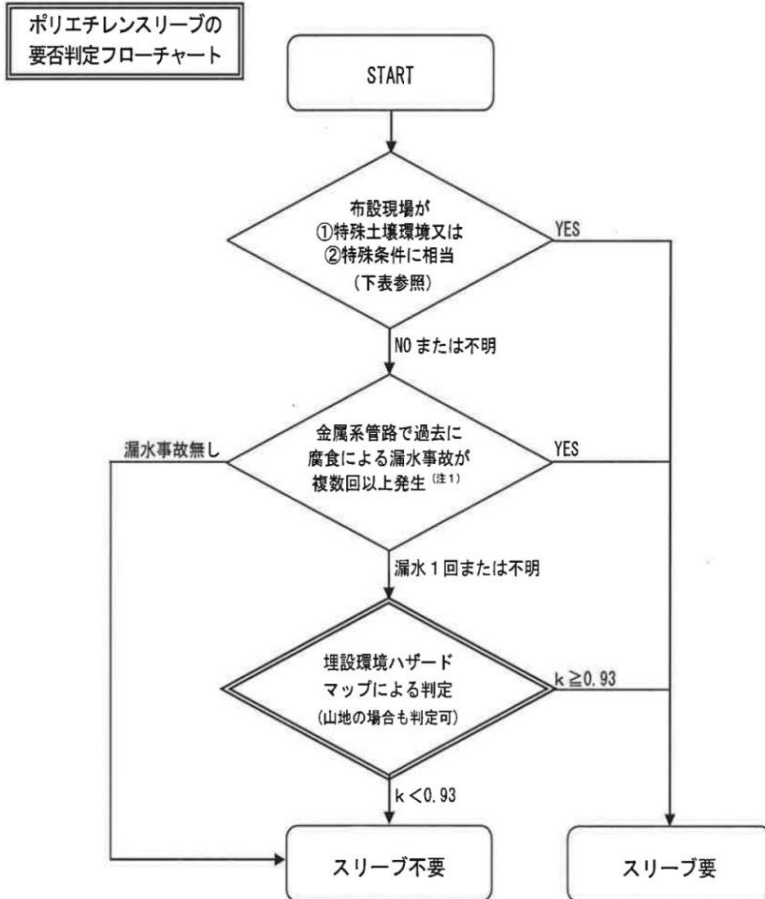 ポリエチレンスリーブの
要否判定フローチャート
START
布設現場が
①特殊土壌環境又は
②特殊条件に相当
(下表参照)
YES
NO または不明
金属系管路で過去に
腐食による漏水事故が
複数回以上発生(注1)
漏水事故無し
YES
漏水1回または不明
埋設環境ハザード
マップによる判定
(山地の場合も判定可)
k≧0.93
k<0.93
スリーブ不要
スリーブ要